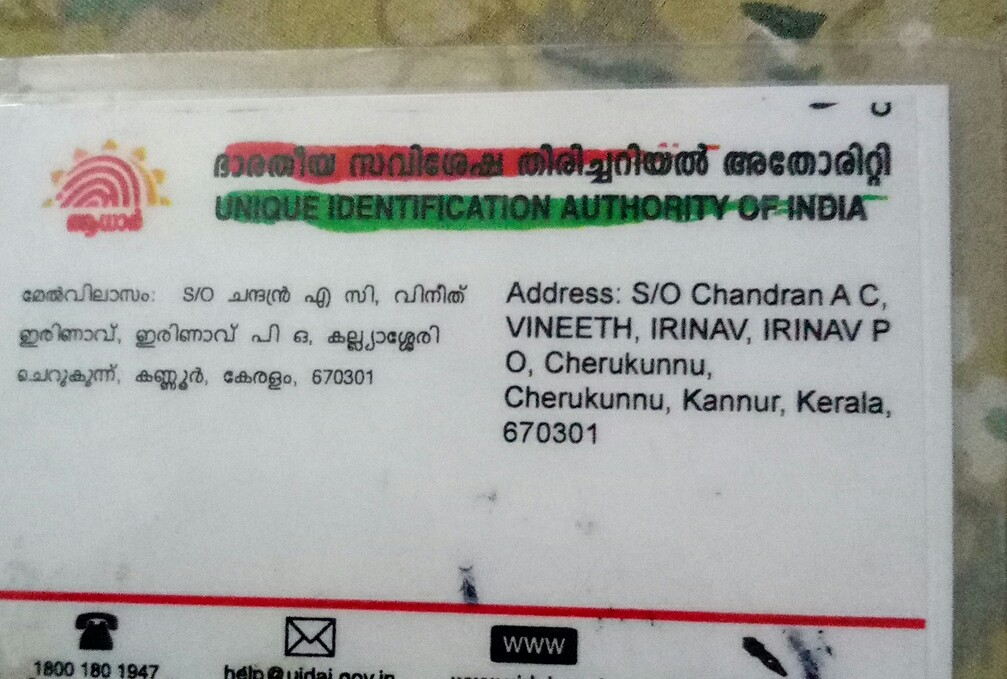 ഭാരതീയ സവിശേഷ തിരിച്ചറിയൽ അതോരിറ്റി
ആധാർ
UNIQUE IDENTIFICATION AUTHORITY OF INDIA
മേൽവിലാസം: S/O ചന്ദ്രൻ എ സി, വിനീത്
ഇരിണാവ്, ഇരിണാവ് പി ഒ, കല്ല്യാശ്ശേരി
ചെറുകുന്ന്, കണ്ണൂർ, കേരളം, 670301
Address: S/O Chandran A C,
VINEETH, IRINAV, IRINAV P
O, Cherukunnu,
Cherukunnu, Kannur, Kerala,
670301
WWW
1800 180 1947
help@uidai.gov.in